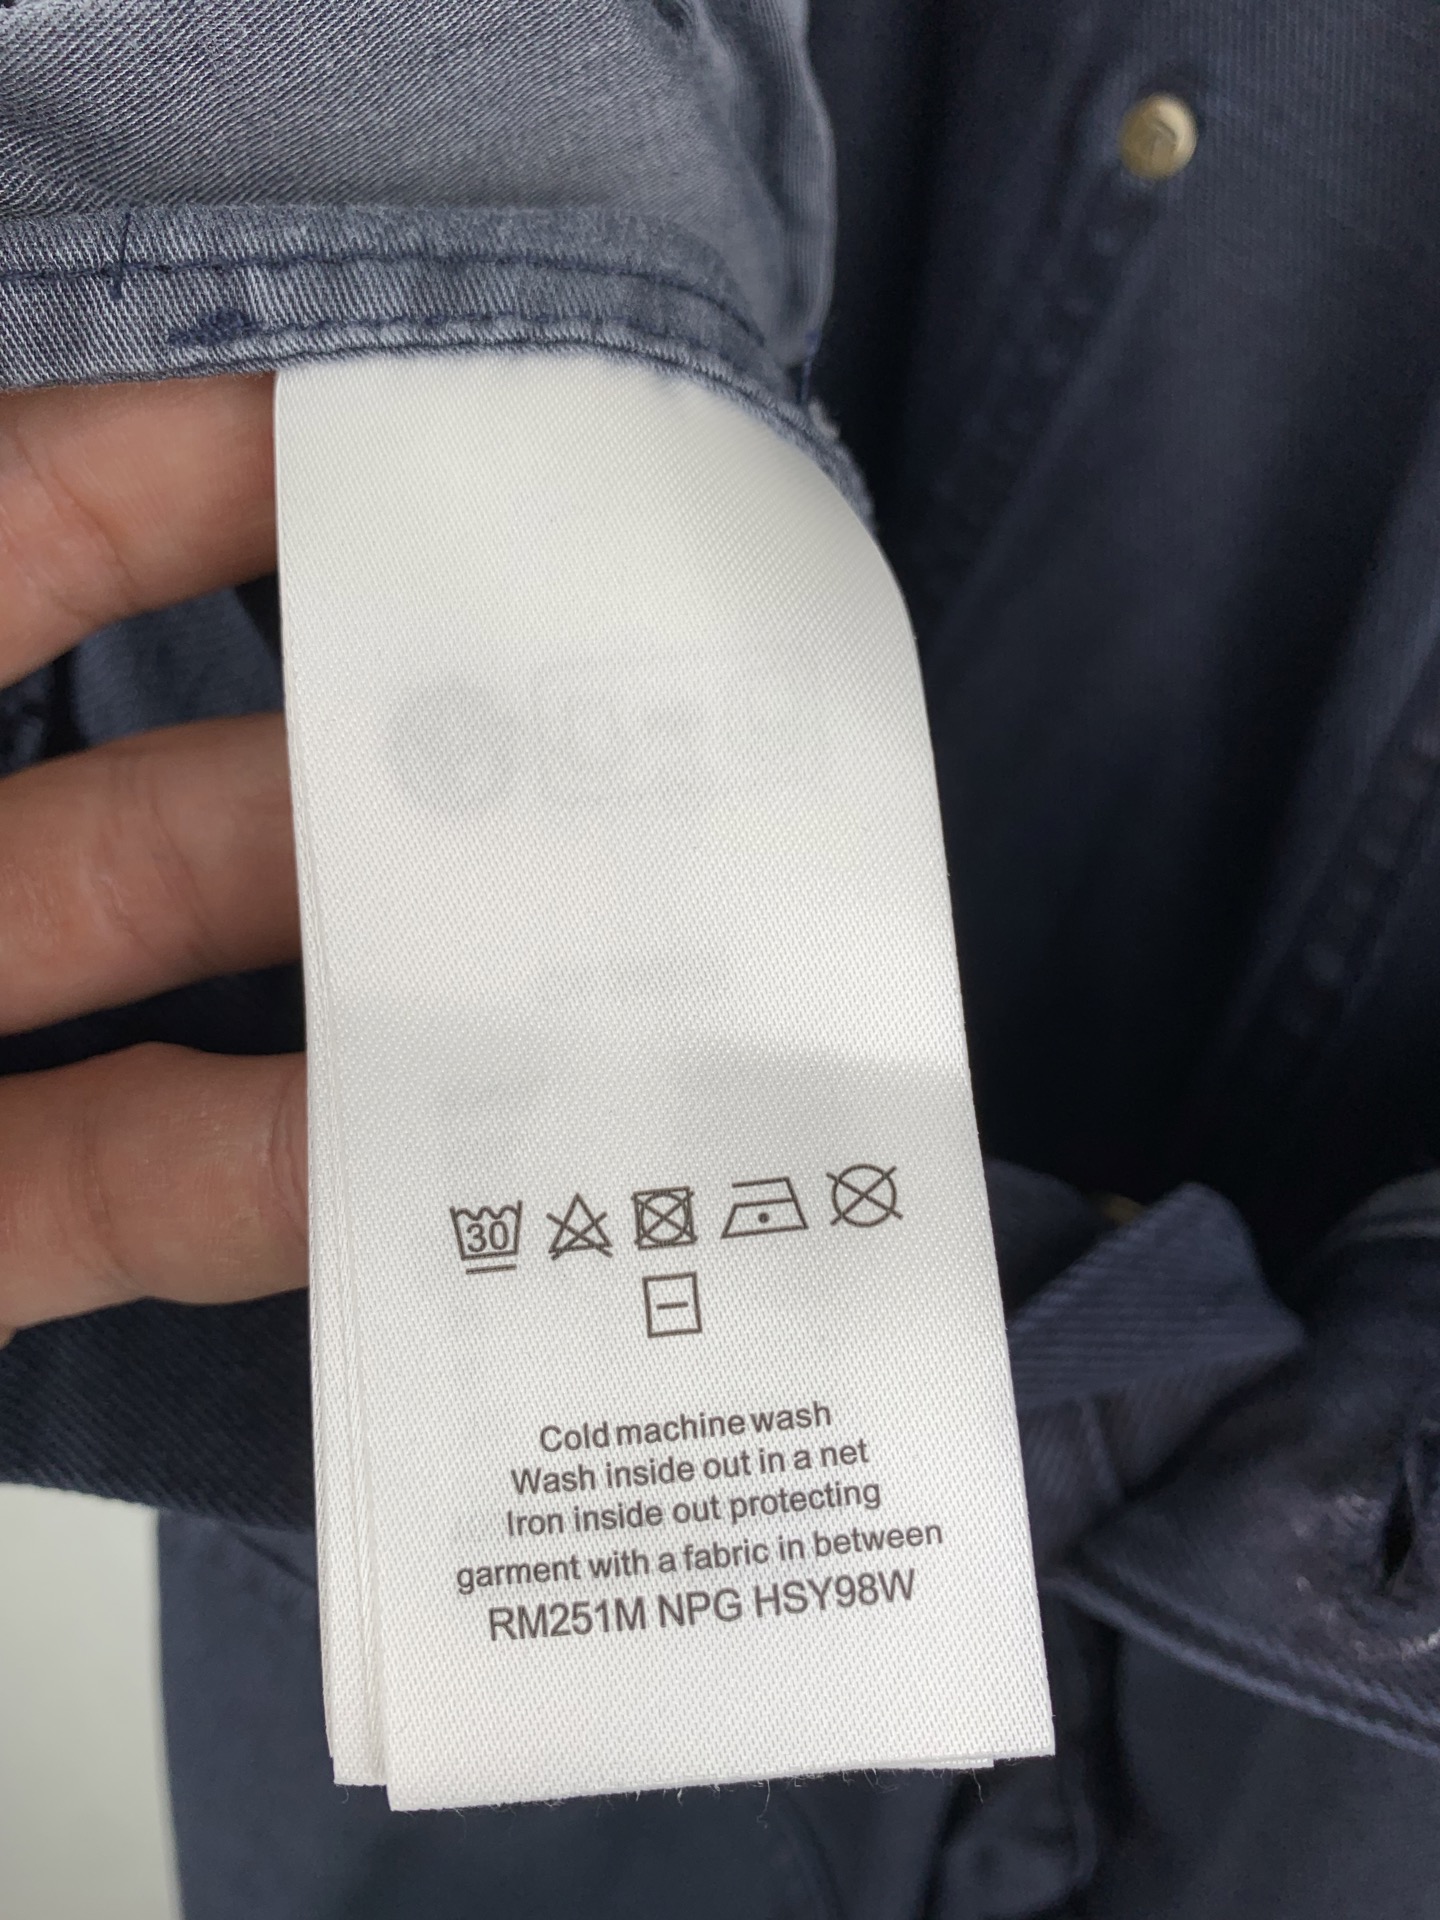 30
Cold machine wash
Wash inside out in a net
Iron inside out protecting
garment with a fabric in between
RM251M NPG HSY98W